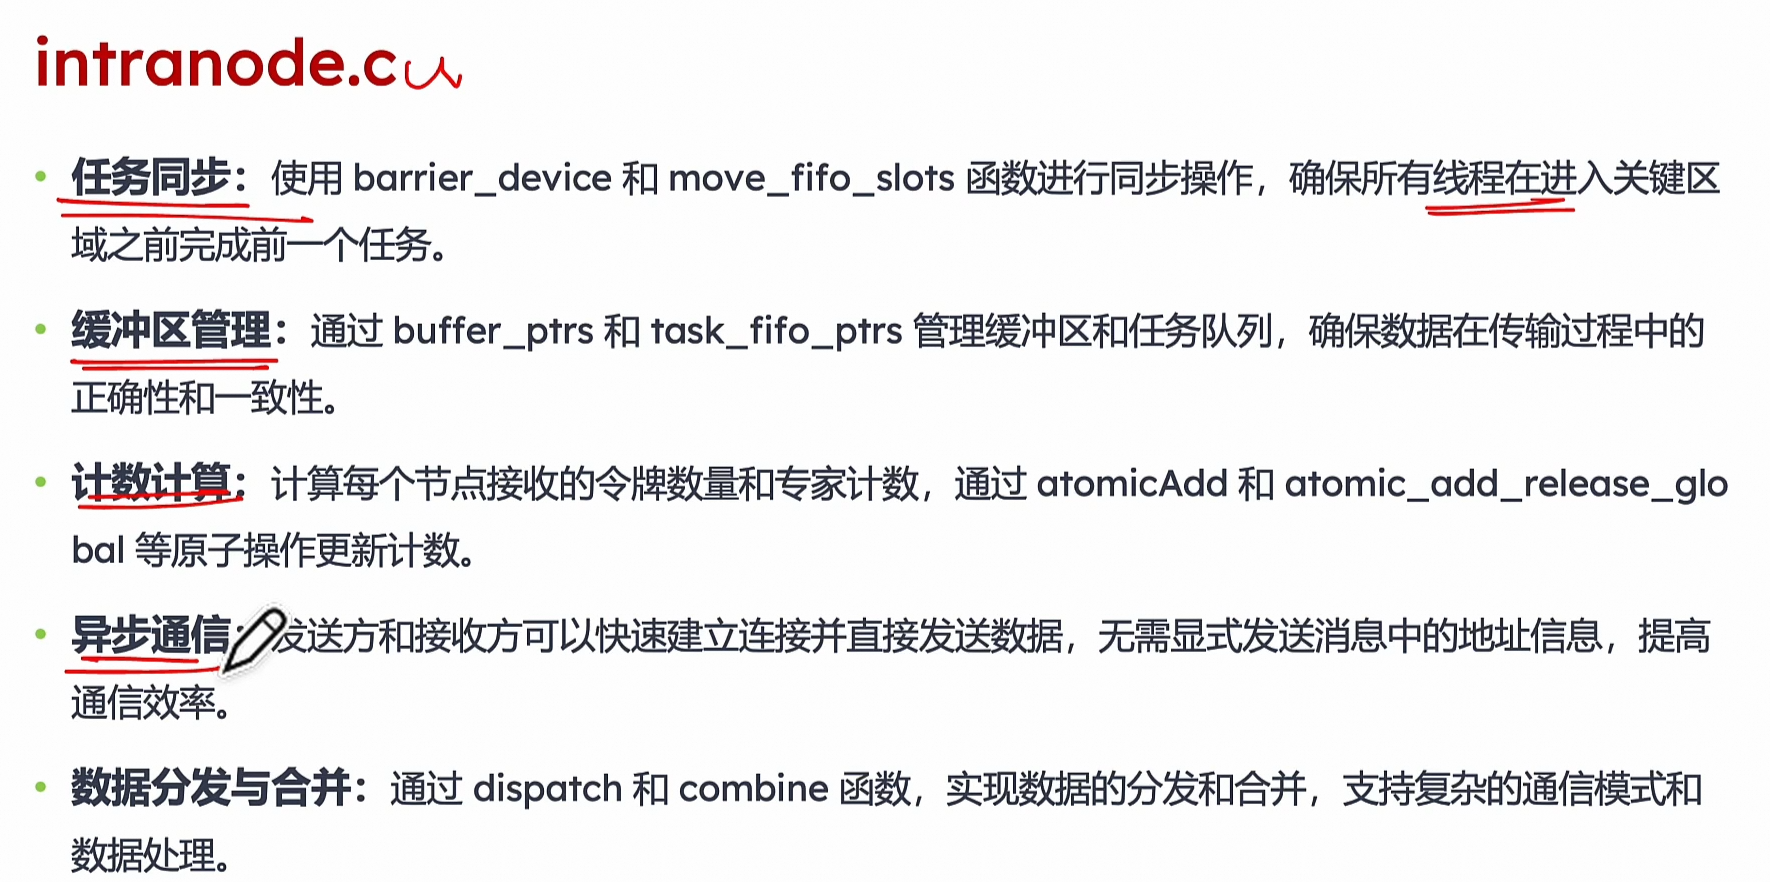 intranode.cu
• 任务同步：使用 barrier_device 和 move_fifo_slots 函数进行同步操作，确保所有线程在进入关键区
域之前完成前一个任务。
• 缓冲区管理：通过 buffer_ptrs 和 task_fifo_ptrs 管理缓冲区和任务队列，确保数据在传输过程中的
正确性和一致性。
• 计数计算：计算每个节点接收的令牌数量和专家计数，通过 atomicAdd 和 atomic_add_release_glo
bal 等原子操作更新计数。
• 异步通信：发送方和接收方可以快速建立连接并直接发送数据，无需显式发送消息中的地址信息，提高
通信效率。
• 数据分发与合并：通过 dispatch 和 combine 函数，实现数据的分发和合并，支持复杂的通信模式和
数据处理。